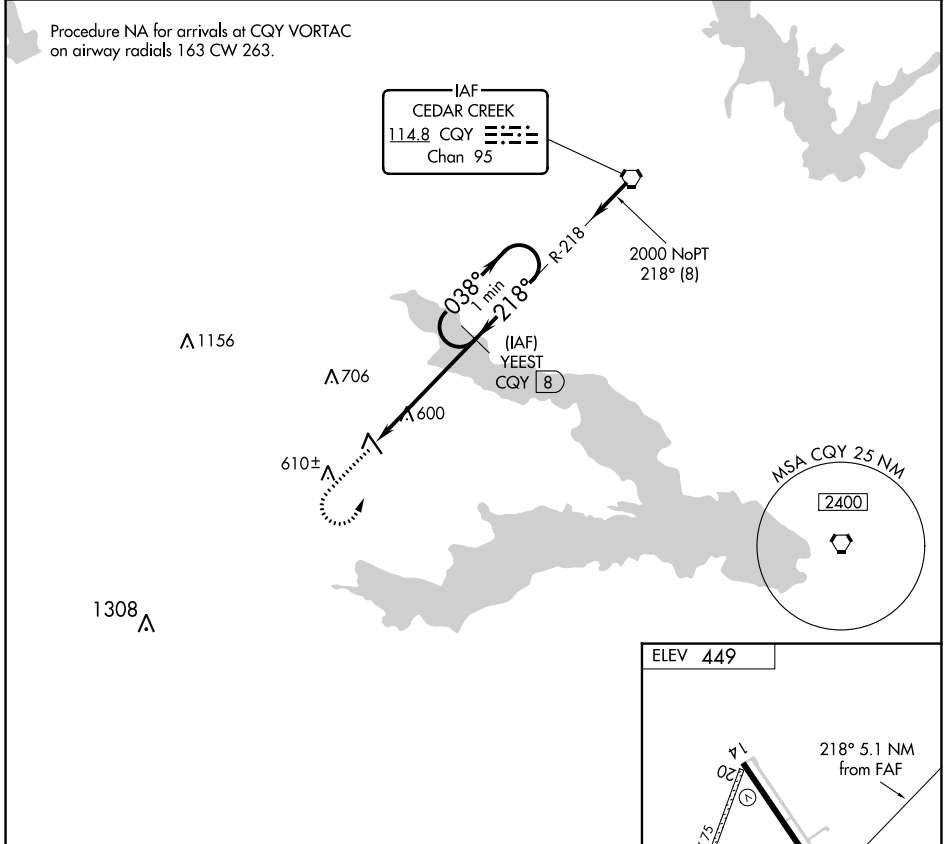 Procedure NA for arrivals at CQY VORTAC
on airway radials 163 CW 263.
IAF
CEDAR CREEK
114.8 CQY
Chan 95
R-218
2000 NoPT
218° (8)
038°
1 min
218°
(IAF)
YEEST
CQY 8
1156
706
600
610±
MSA CQY 25 NM
2400
1308
ELEV 449
14
20
V
218° 5.1 NM
from FAF
75